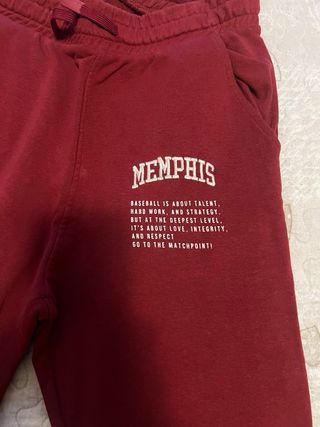 MEMPHIS
BASEBALL IS ABOUT TALENT,
HARD WORK, AND STRATEGY.
BUT AT THE DEEPEST LEVEL,
IT'S ABOUT LOVE, INTEGRITY,
AND RESPECT
GO TO THE MATCHPOINT!